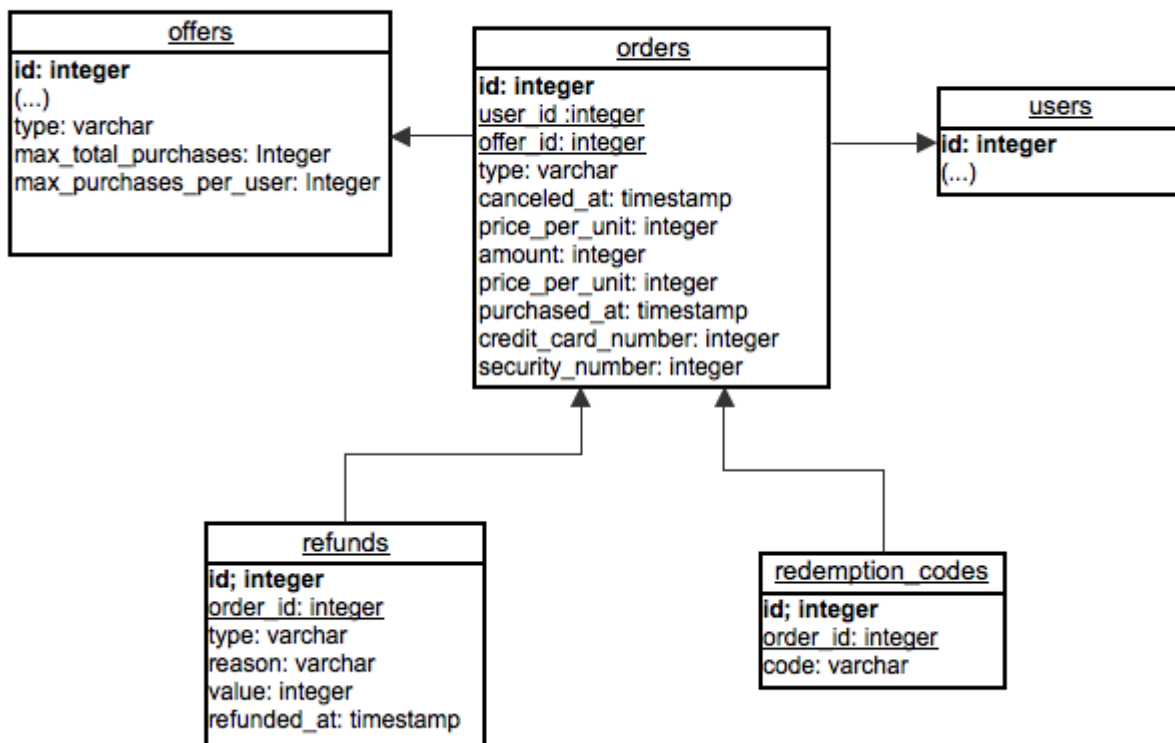 offers
id: integer
(...)
type: varchar
max_total_purchases: Integer
max_purchases_per_user: Integer
orders
id: integer
user_id :integer
offer_id: integer
type: varchar
canceled_at: timestamp
price_per_unit: integer
amount: integer
price_per_unit: integer
purchased_at: timestamp
credit_card_number: integer
security_number: integer
users
id: integer
(...)
refunds
id; integer
order_id: integer
type: varchar
reason: varchar
value: integer
refunded_at: timestamp
redemption_codes
id; integer
order_id: integer
code: varchar